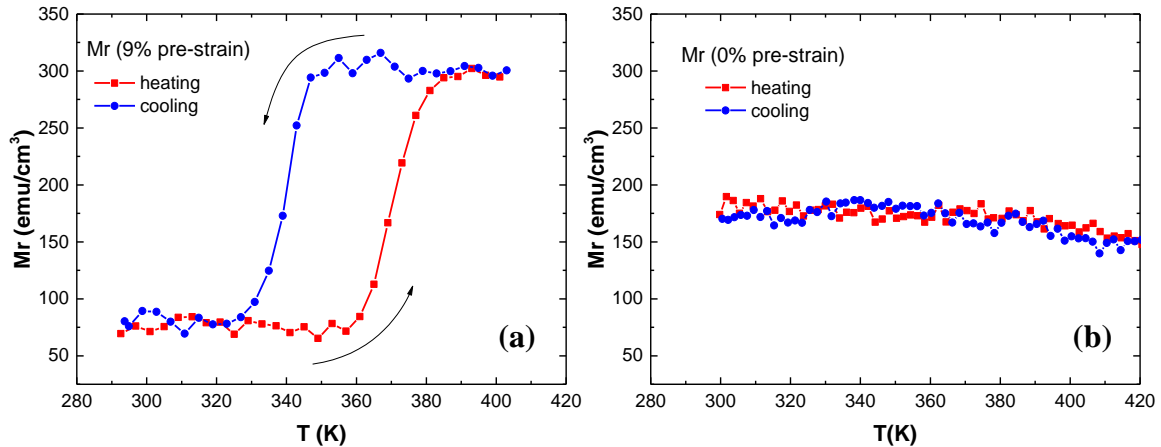 350
300
250
200
150
100
50
Mr (emu/cm³)
Mr (9% pre-strain)
heating
cooling
(a)
280 300 320 340 360 380 400 420
T (K)
350
300
250
200
150
100
50
Mr (emu/cm³)
Mr (0% pre-strain)
heating
cooling
(b)
280 300 320 340 360 380 400 420
T(K)